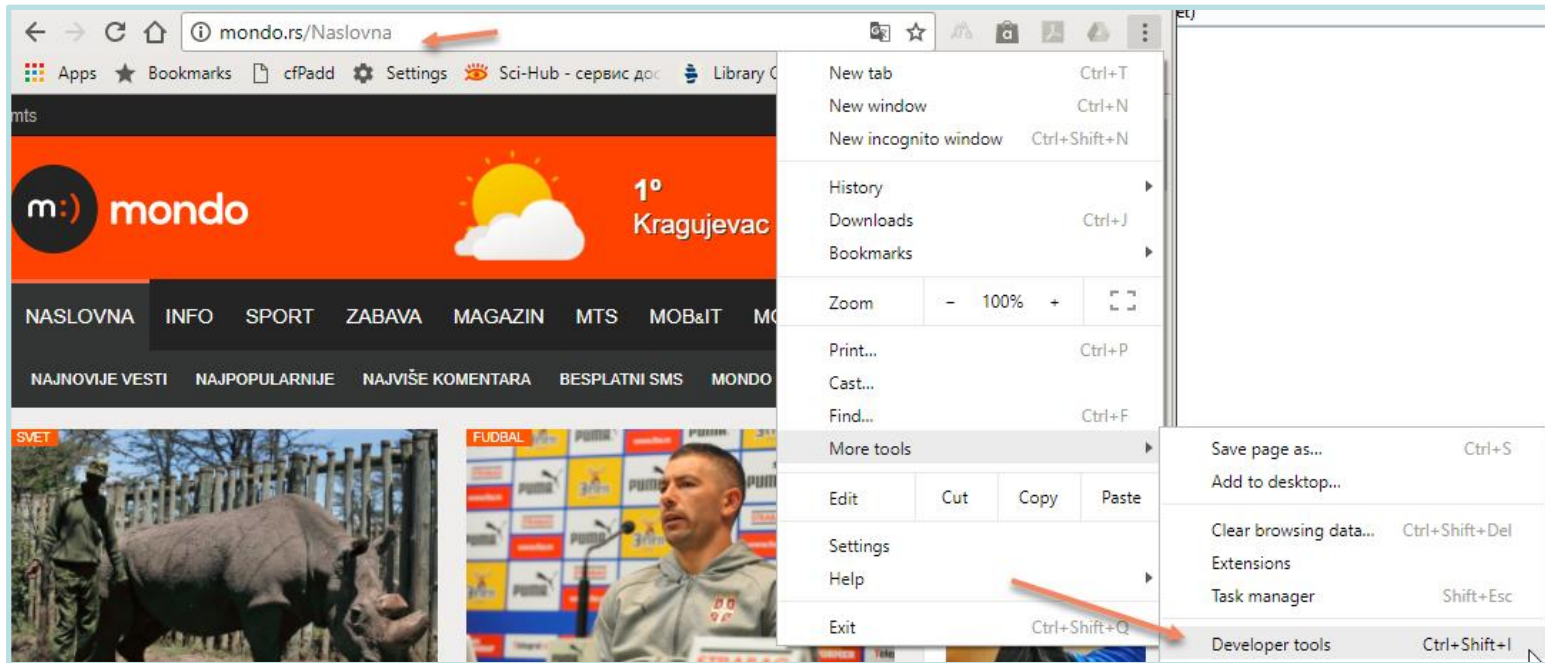 et)
mondo.rs/Naslovna
Apps Bookmarks cfPadd Settings Sci-Hub - сервис дос Library C
mts
m:) mondo
1°
Kragujevac
NASLOVNA INFO SPORT ZABAVA MAGAZIN MTS MOB&IT MO
NAJNOVIJE VESTI NAJPOPULARNIJE NAJVIŠE KOMENTARA BESPLATNI SMS MONDO
SVET
FUDBAL
New tab Ctrl+T
New window Ctrl+N
New incognito window Ctrl+Shift+N
History
Downloads Ctrl+J
Bookmarks
Zoom - 100% +
Print... Ctrl+P
Cast...
Find... Ctrl+F
More tools
Edit Cut Copy Paste
Settings
Help
Exit Ctrl+Shift+Q
Save page as... Ctrl+S
Add to desktop...
Clear browsing data... Ctrl+Shift+Del
Extensions
Task manager Shift+Esc
Developer tools Ctrl+Shift+I